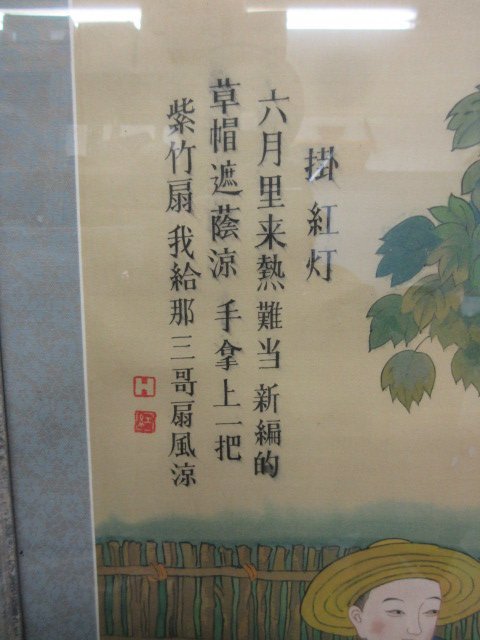 掛紅灯
六月里来熱難当 新編的
草帽遮蔭涼 手拿上一把
紫竹扇 我給那三哥扇風涼